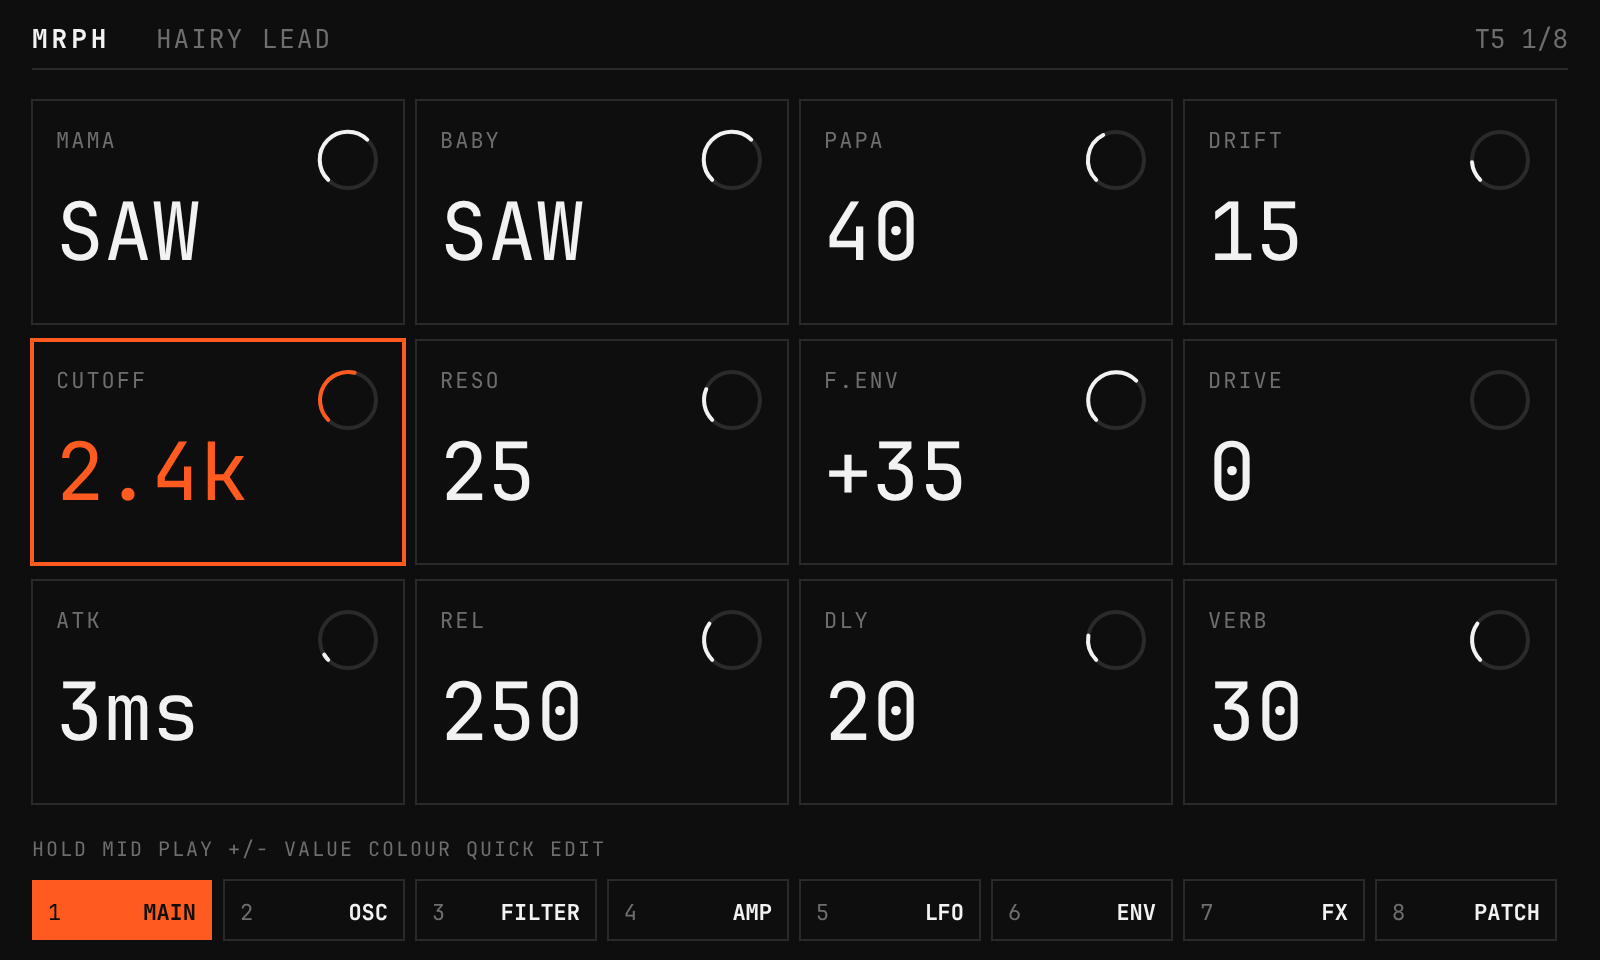 MRPH HAIRY LEAD T5 1/8
MAMA BABY PAPA DRIFT
SAW SAW 40 15
CUTOFF RESO F.ENV DRIVE
2.4k 25 +35 0
ATK REL DLY VERB
3ms 250 20 30
HOLD MID PLAY +/- VALUE COLOUR QUICK EDIT
1 MAIN 2 OSC 3 FILTER 4 AMP 5 LFO 6 ENV 7 FX 8 PATCH